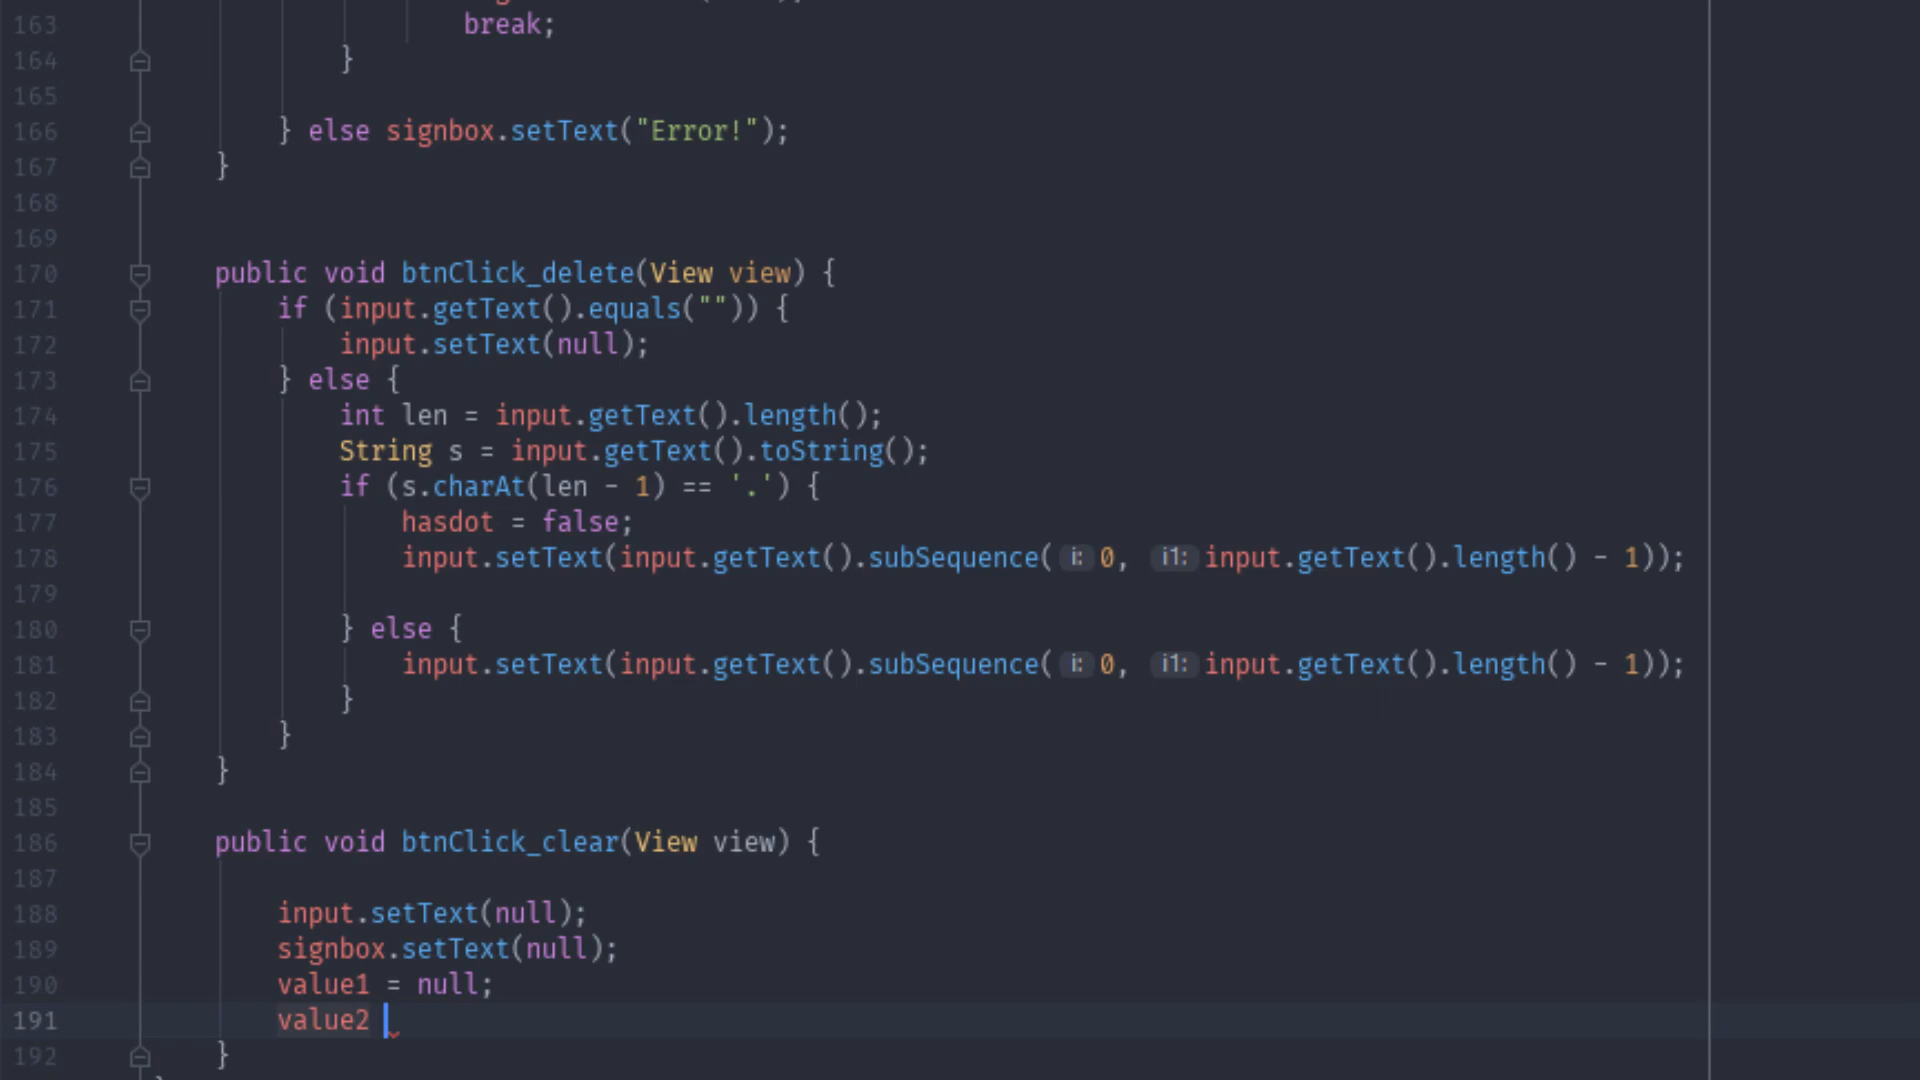 163 break;
164 }
165
166 } else signbox.setText("Error!");
167 }
168
169
170 public void btnClick_delete(View view) {
171 if (input.getText().equals("")) {
172 input.setText(null);
173 } else {
174 int len = input.getText().length();
175 String s = input.getText().toString();
176 if (s.charAt(len - 1) == '.') {
177 hasdot = false;
178 input.setText(input.getText().subSequence( i: 0, i1: input.getText().length() - 1));
179
180 } else {
181 input.setText(input.getText().subSequence( i: 0, i1: input.getText().length() - 1));
182 }
183 }
184 }
185
186 public void btnClick_clear(View view) {
187
188 input.setText(null);
189 signbox.setText(null);
190 value1 = null;
191 value2
192 }